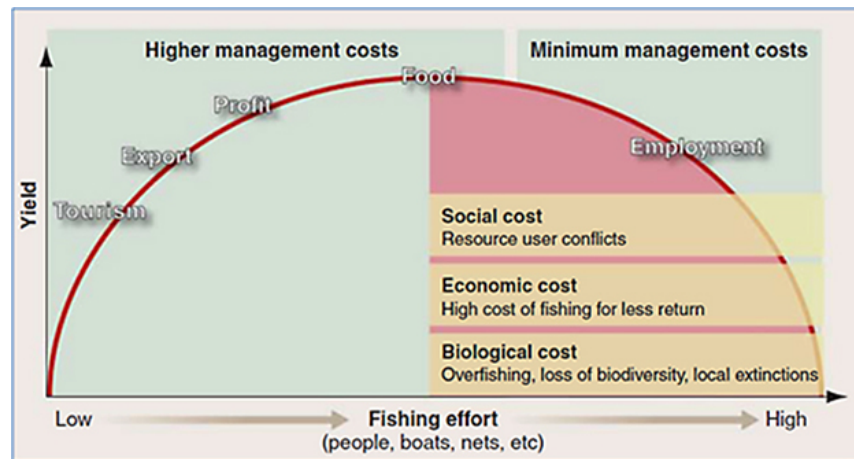 Higher management costs
Minimum management costs
Food
Profit
Export
Employment
Tourism
Yield
Social cost
Resource user conflicts
Economic cost
High cost of fishing for less return
Biological cost
Overfishing, loss of biodiversity, local extinctions
Low
Fishing effort
High
(people, boats, nets, etc)